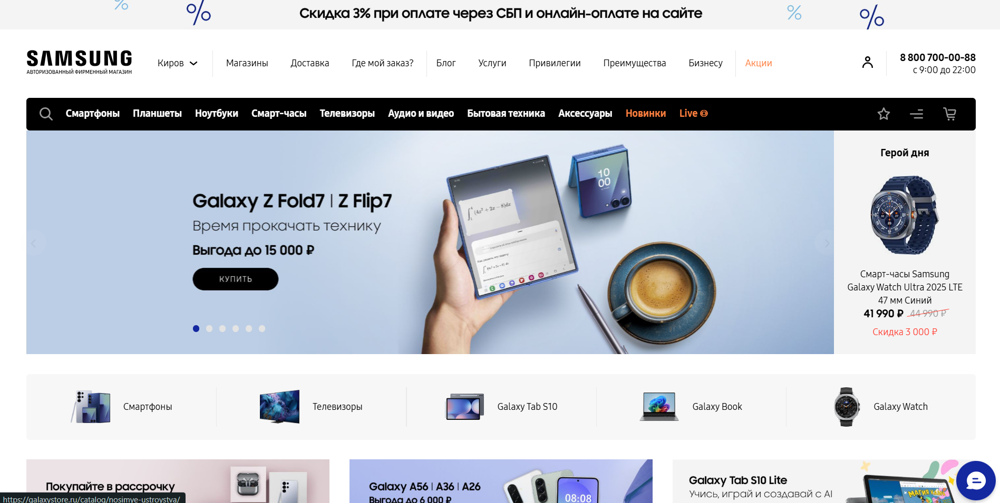 Скидка 3% при оплате через СБП и онлайн-оплате на сайте
SAMSUNG
АВТОРИЗОВАННЫЙ ФИРМЕННЫЙ МАГАЗИН
Киров
Магазины
Доставка
Где мой заказ?
Блог
Услуги
Привилегии
Преимущества
Бизнесу
Акции
8 800 700-00-88
с 9:00 до 22:00
Смартфоны
Планшеты
Ноутбуки
Смарт-часы
Телевизоры
Аудио и видео
Бытовая техника
Аксессуары
Новинки
Live
Galaxy Z Fold7 | Z Flip7
Время прокачать технику
Выгода до 15 000 ₽
КУПИТЬ
10
00
Герой дня
Смарт-часы Samsung
Galaxy Watch Ultra 2025 LTE
47 мм Синий
41 990 ₽ 44 990 ₽
Скидка 3 000 ₽
Смартфоны
Телевизоры
Galaxy Tab S10
Galaxy Book
Galaxy Watch
Покупайте в рассрочку
Galaxy A56 | A36 | A26
Выгода до 6 000 ₽
08:08
Galaxy Tab S10 Lite
Учись, играй и создавай с AI
https://galaxystore.ru/catalog/nosimye-ustroystva/